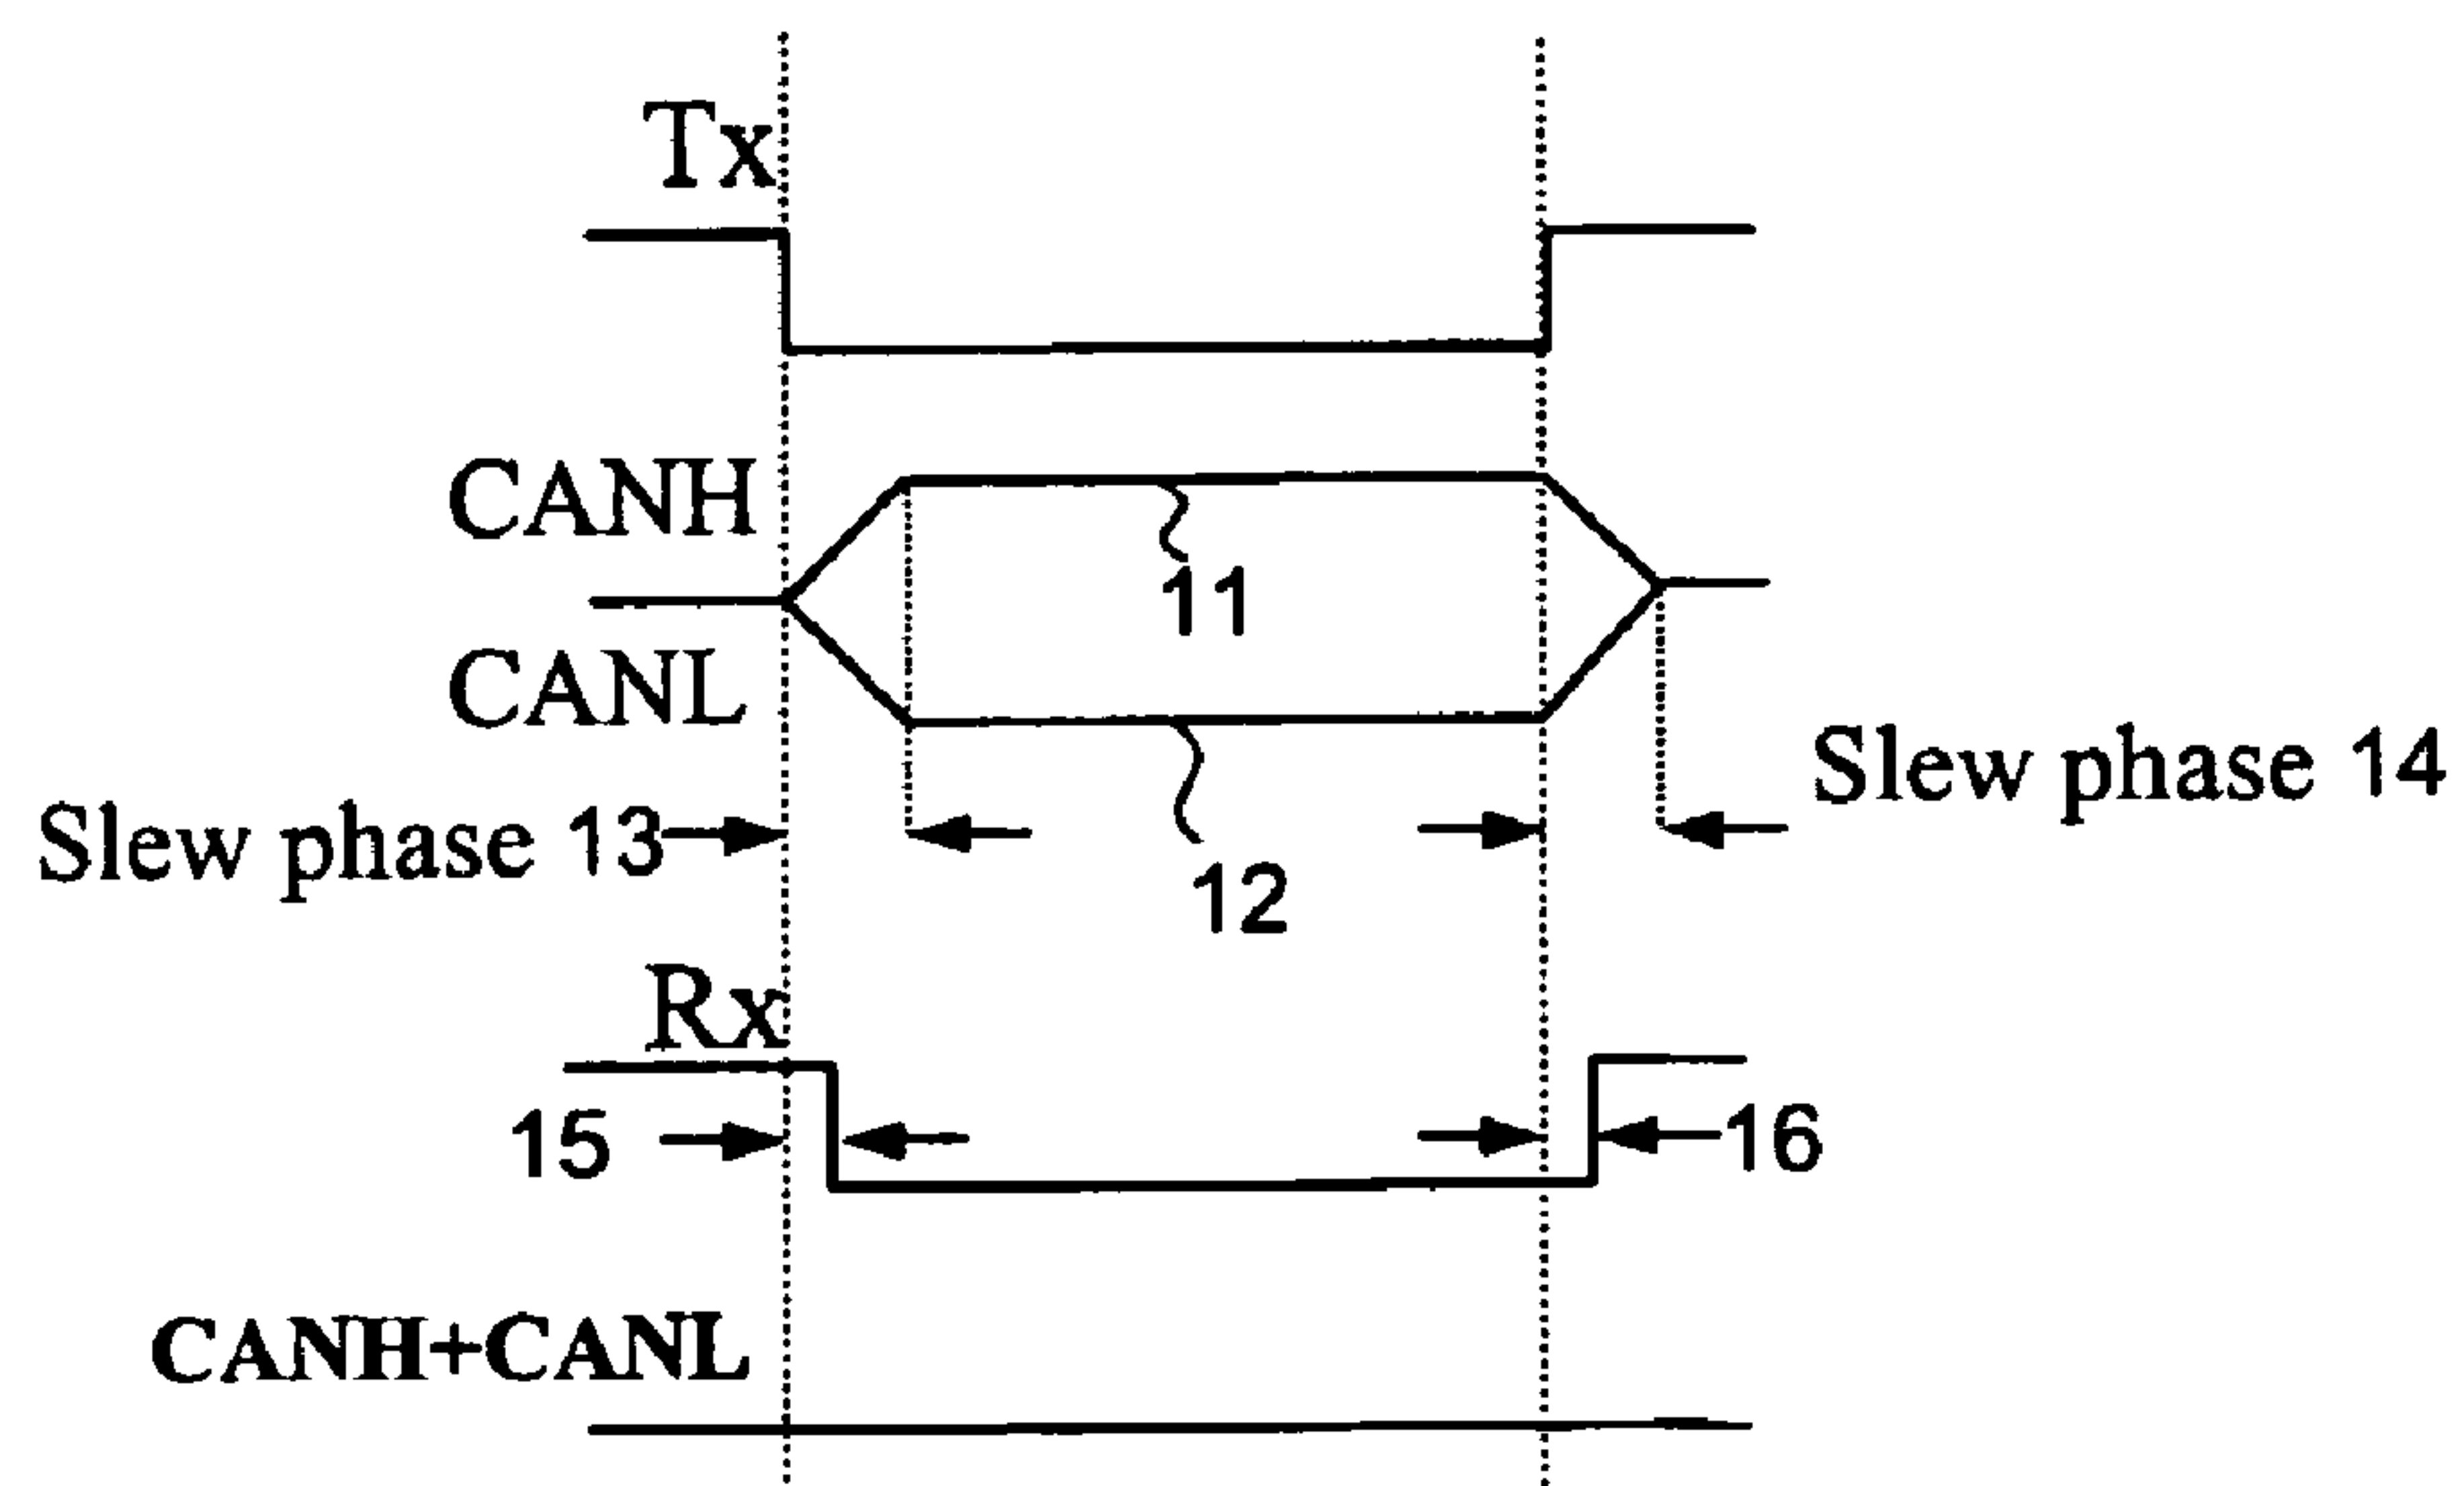 Tx
CANH
11
CANL
Slew phase 14
Slew phase 13
12
Rx
15
16
CANH+CANL